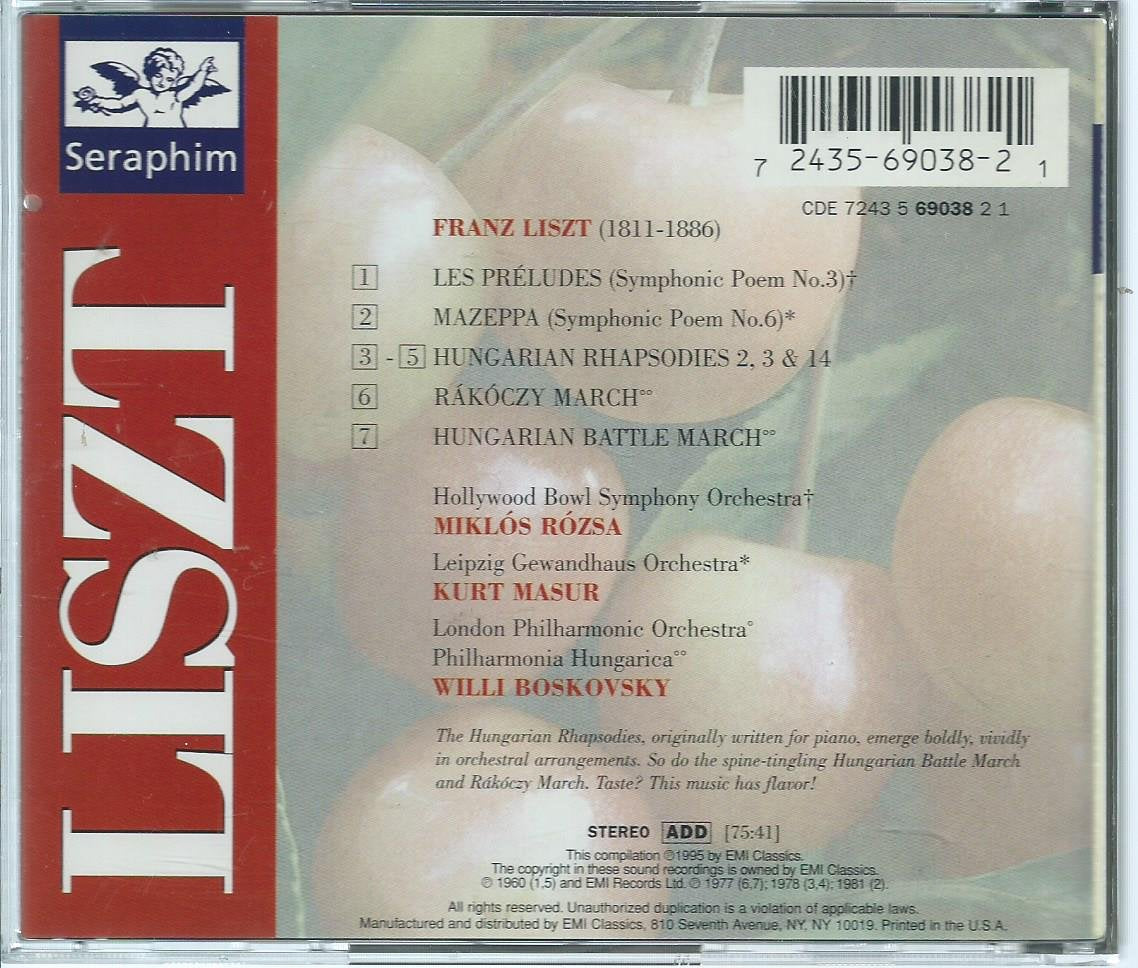 Seraphim
LISZT
7 2435-69038-2 1
CDE 7243 5 69038 2 1
FRANZ LISZT (1811-1886)
1 LES PRÉLUDES (Symphonic Poem No.3)†
2 MAZEPPA (Symphonic Poem No.6)*
3 - 5 HUNGARIAN RHAPSODIES 2, 3 & 14
6 RÁKÓCZY MARCH°°
7 HUNGARIAN BATTLE MARCH°°
Hollywood Bowl Symphony Orchestra†
MIKLÓS RÓZSA
Leipzig Gewandhaus Orchestra*
KURT MASUR
London Philharmonic Orchestra°
Philharmonia Hungarica°°
WILLI BOSKOVSKY
The Hungarian Rhapsodies, originally written for piano, emerge boldly, vividly
in orchestral arrangements. So do the spine-tingling Hungarian Battle March
and Rákóczy March. Taste? This music has flavor!
STEREO ADD [75:41]
This compilation ℗1995 by EMI Classics.
The copyright in these sound recordings is owned by EMI Classics.
℗ 1960 (1,5) and EMI Records Ltd. ℗ 1977 (6,7); 1978 (3,4); 1981 (2).
All rights reserved. Unauthorized duplication is a violation of applicable laws.
Manufactured and distributed by EMI Classics, 810 Seventh Avenue, NY, NY 10019. Printed in the U.S.A.